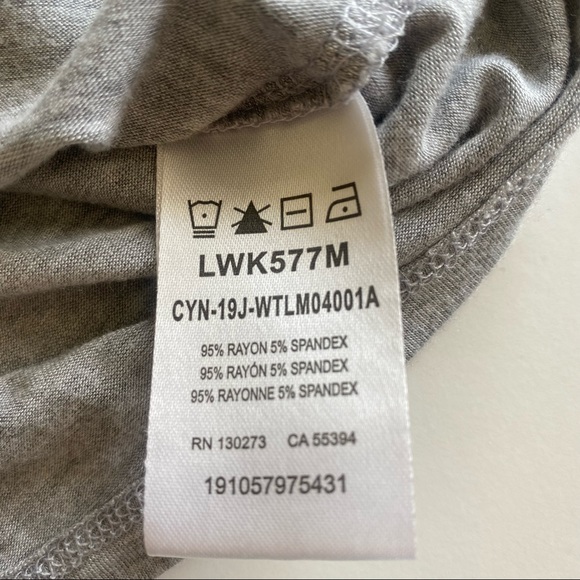 LWK577M
CYN-19J-WTLM04001A
95% RAYON 5% SPANDEX
95% RAYÓN 5% SPANDEX
95% RAYONNE 5% SPANDEX
RN 130273 CA 55394
191057975431